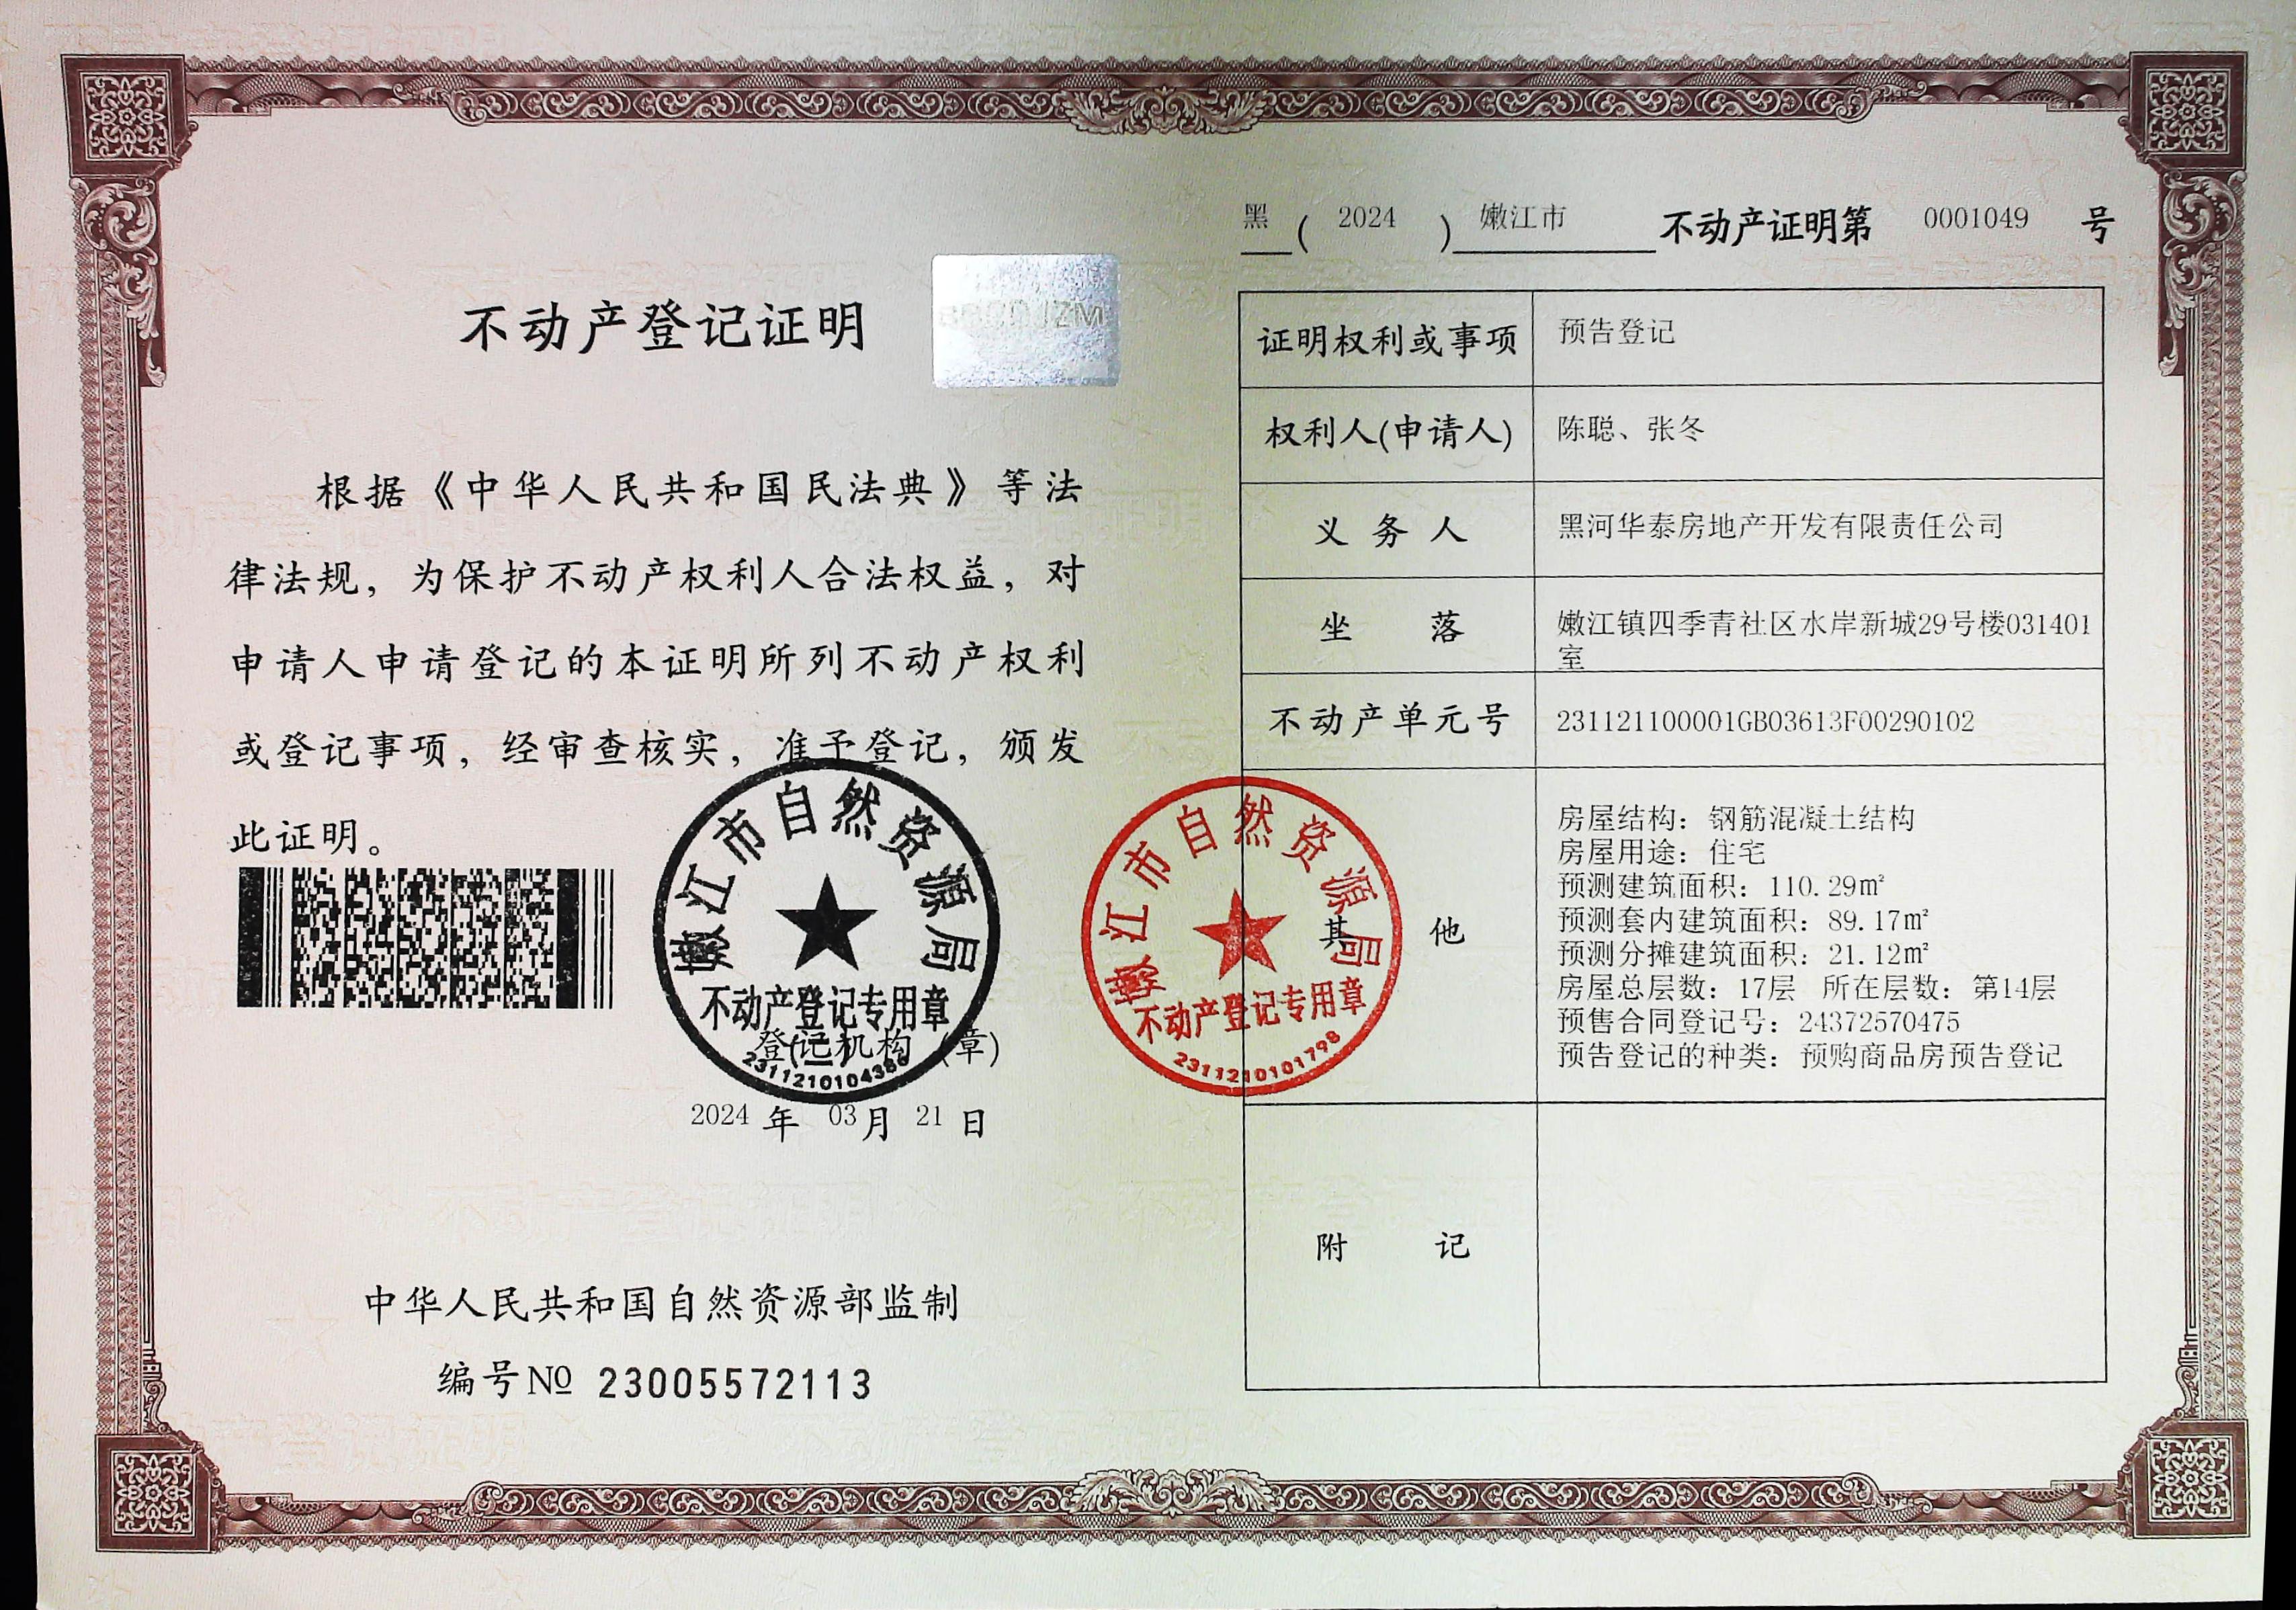 不动产登记证明
根据《中华人民共和国民法典》等法
律法规，为保护不动产权利人合法权益，对
申请人申请登记的本证明所列不动产权利
或登记事项，经审查核实，准予登记，颁发
此证明。
嫩江市自然资源局
不动产登记专用章
登记机构（章）
2024 年 03月 21 日
中华人民共和国自然资源部监制
编号№ 23005572113
黑 ( 2024 ) 嫩江市 不动产证明第 0001049 号
证明权利或事项 预告登记
权利人(申请人) 陈聪、张冬
义务人 黑河华泰房地产开发有限责任公司
坐落 嫩江镇四季青社区水岸新城29号楼031401
室
不动产单元号 231121100001GB03613F00290102
其他
房屋结构：钢筋混凝土结构
房屋用途：住宅
预测建筑面积：110.29㎡
预测套内建筑面积：89.17㎡
预测分摊建筑面积：21.12㎡
房屋总层数：17层 所在层数：第14层
预售合同登记号：24372570475
预告登记的种类：预购商品房预告登记
附记
嫩江市自然资源局
不动产登记专用章
2311210101798